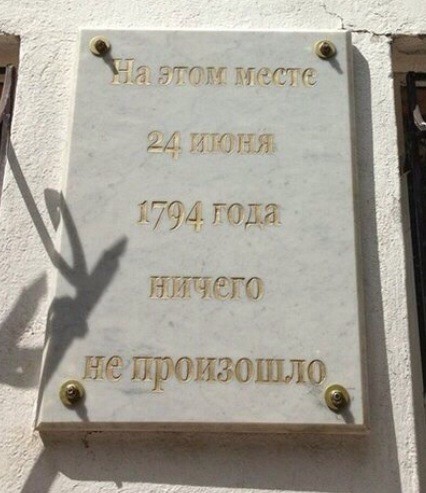 На этом месте
24 июня
1794 года
ничего
не произошло